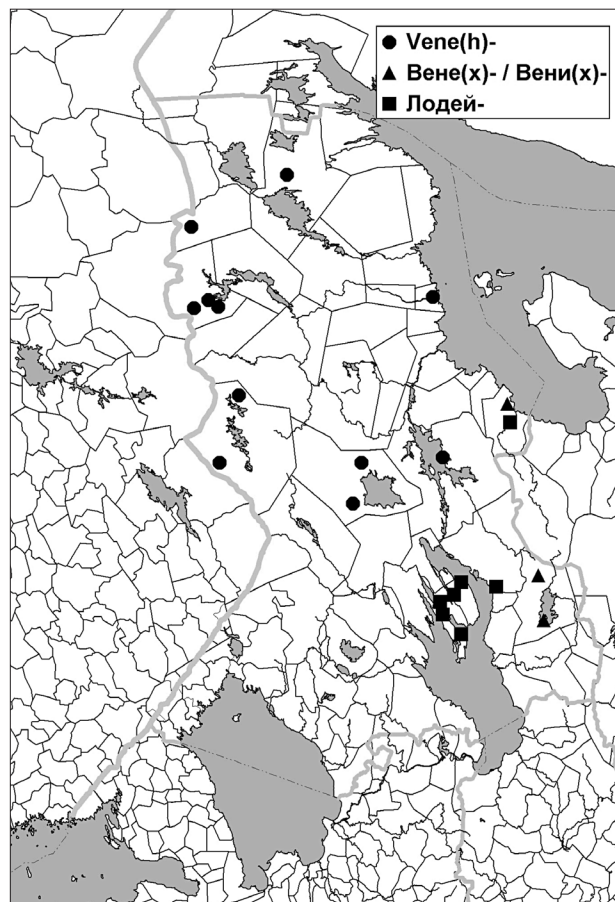 Vene(h)-
Вене(х)- / Вени(х)-
Лодей-